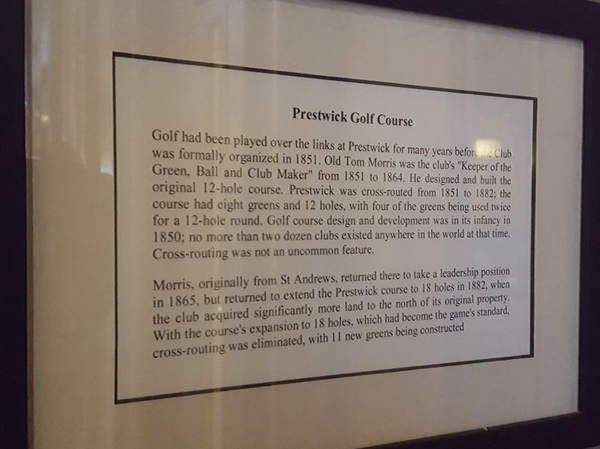 Prestwick Golf Course
Golf had been played over the links at Prestwick for many years before Club
was formally organized in 1851. Old Tom Morris was the club's "Keeper of the
Green, Ball and Club Maker" from 1851 to 1864. He designed and built the
original 12-hole course. Prestwick was cross-routed from 1851 to 1882; the
course had eight greens and 12 holes, with four of the greens being used twice
for a 12-hole round. Golf course design and development was in its infancy in
1850; no more than two dozen clubs existed anywhere in the world at that time.
Cross-routing was not an uncommon feature.
Morris, originally from St Andrews, returned there to take a leadership position
in 1865, but returned to extend the Prestwick course to 18 holes in 1882, when
the club acquired significantly more land to the north of its original property.
With the course's expansion to 18 holes, which had become the game's standard,
cross-routing was eliminated, with 11 new greens being constructed